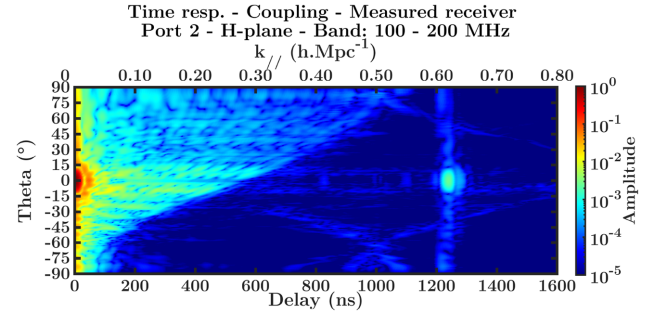 Time resp. - Coupling - Measured receiver
Port 2 - H-plane - Band: 100 - 200 MHz
k// (h.Mpc-1)
0 0.10 0.20 0.30 0.40 0.50 0.60 0.70 0.80
90
75
60
45
30
15
0
-15
-30
-45
-60
-75
-90
Theta (°)
0 200 400 600 800 1000 1200 1400 1600
Delay (ns)
10^0
10^-1
10^-2
10^-3
10^-4
10^-5
Amplitude